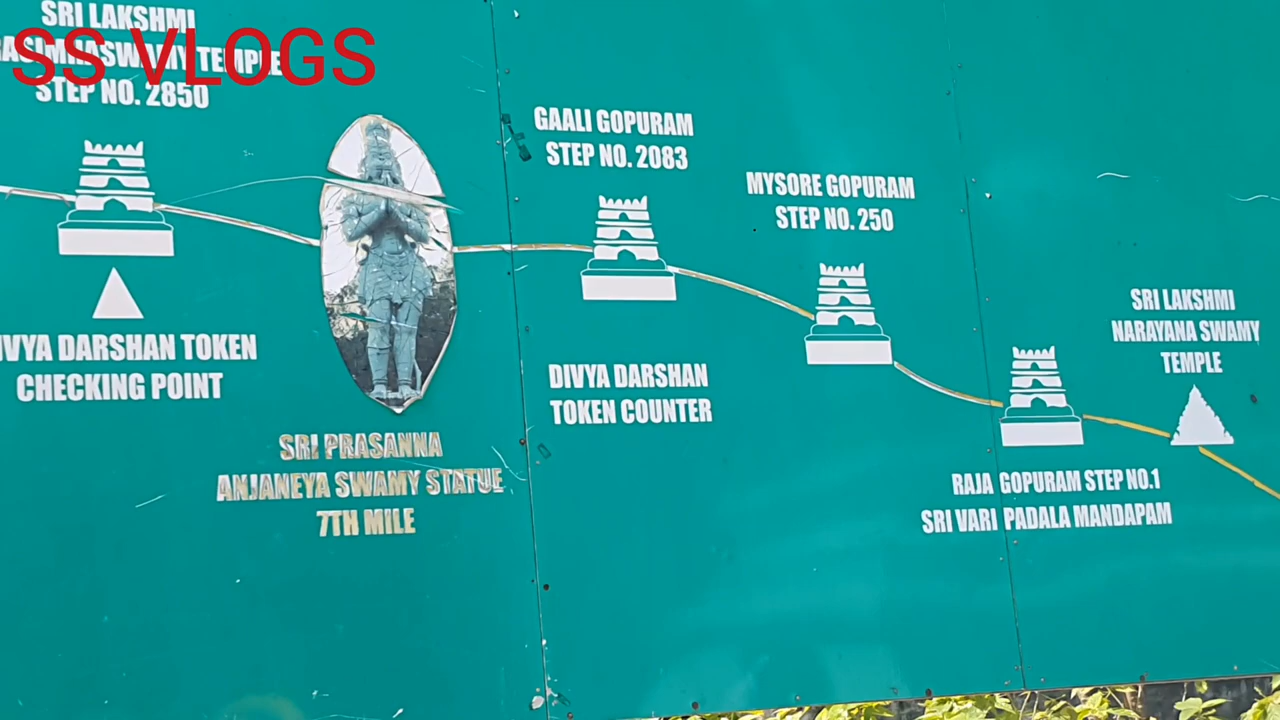 SRI LAKSHMI
SS VLOGS
TEMPLE
STEP NO. 2850
DARSHAN TOKEN
CHECKING POINT
SRI PRASANNA
ANJANEYA SWAMY STATUE
7TH MILE
GAALI GOPURAM
STEP NO. 2083
DIVYA DARSHAN
TOKEN COUNTER
MYSORE GOPURAM
STEP NO. 250
RAJA GOPURAM STEP NO.1
SRI VARI PADALA MANDAPAM
SRI LAKSHMI
NARAYANA SWAMY
TEMPLE